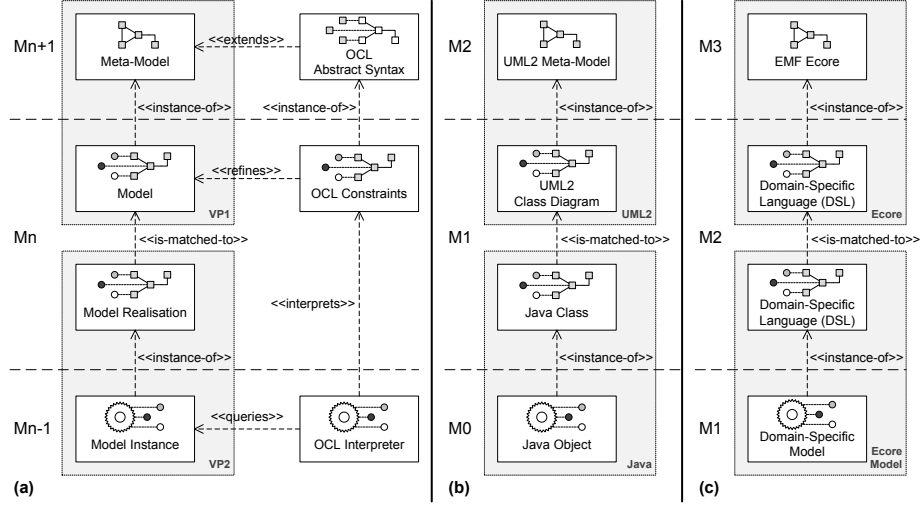 Mn+1
Meta-Model
<<extends>>
OCL
Abstract Syntax
<<instance-of>>
<<instance-of>>
Model
VP1
<<refines>>
OCL Constraints
Mn
<<is-matched-to>>
Model Realisation
<<interprets>>
<<instance-of>>
Mn-1
Model Instance
VP2
<<queries>>
OCL Interpreter
(a)
M2
UML2 Meta-Model
<<instance-of>>
UML2
Class Diagram
UML2
M1
<<is-matched-to>>
Java Class
<<instance-of>>
M0
Java Object
Java
(b)
M3
EMF Ecore
<<instance-of>>
Domain-Specific
Language (DSL)
Ecore
M2
<<is-matched-to>>
Domain-Specific
Language (DSL)
<<instance-of>>
M1
Domain-Specific
Model
Ecore
Model
(c)